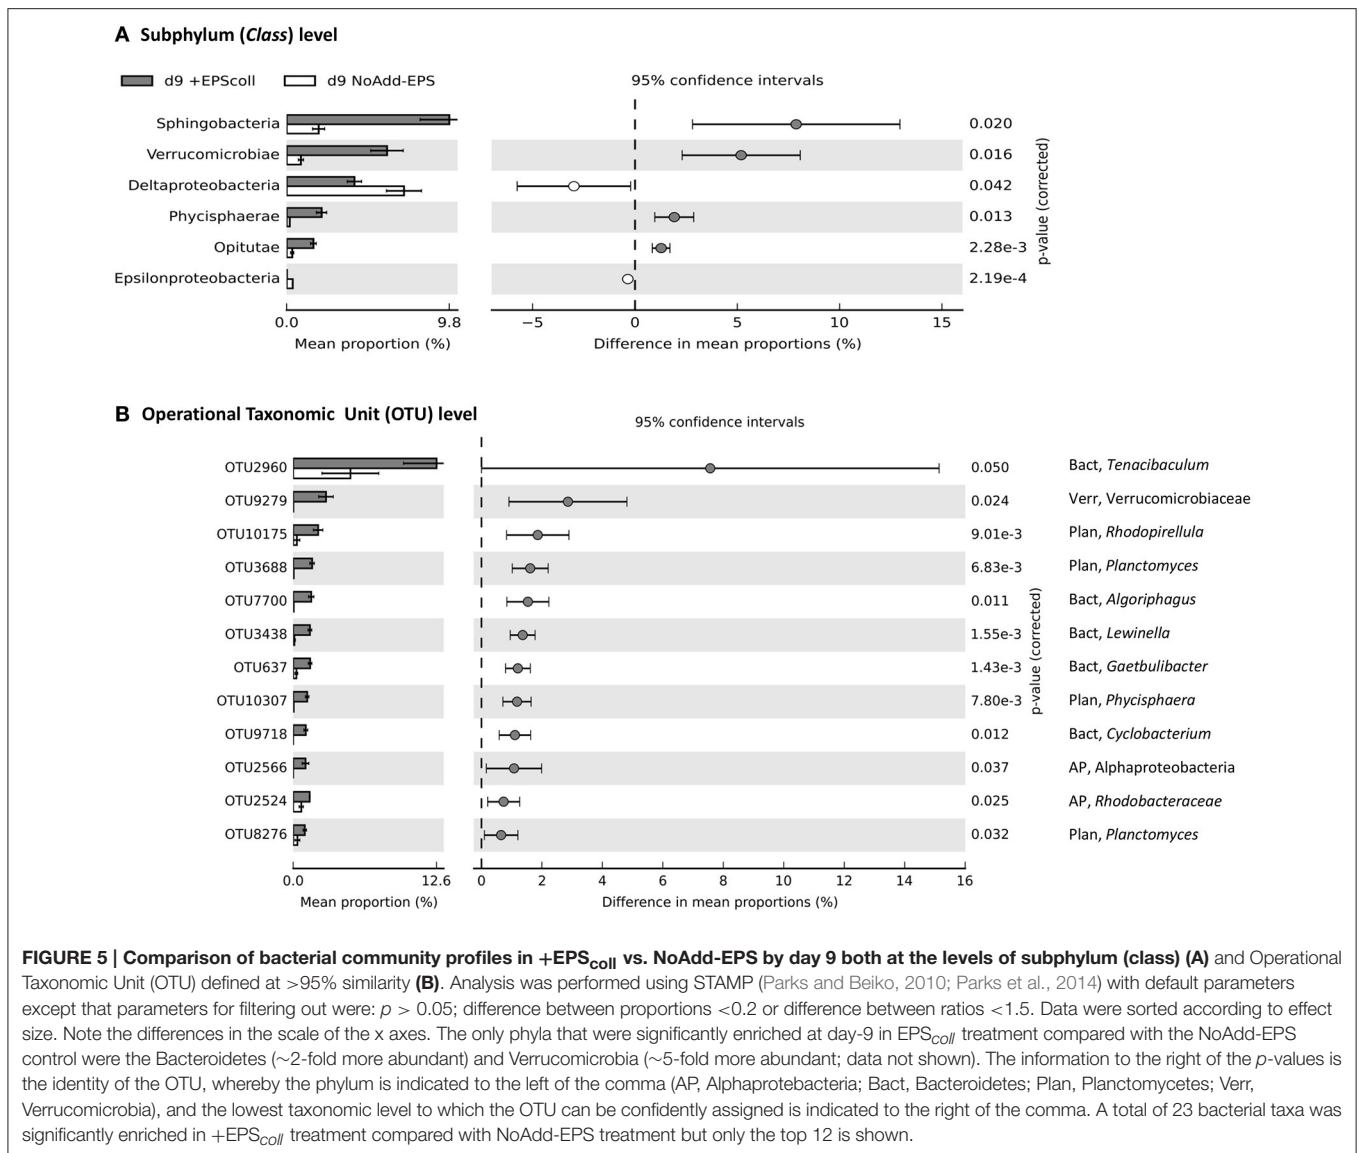 A Subphylum (Class) level
d9 +EPScoll d9 NoAdd-EPS 95% confidence intervals
Sphingobacteria 0.020
Verrucomicrobiae 0.016
Deltaproteobacteria 0.042
Phycisphaerae 0.013
Opitutae 2.28e-3
Epsilonproteobacteria 2.19e-4
p-value (corrected)
0.0 9.8 −5 0 5 10 15
Mean proportion (%) Difference in mean proportions (%)
B Operational Taxonomic Unit (OTU) level
95% confidence intervals
OTU2960 0.050 Bact, Tenacibaculum
OTU9279 0.024 Verr, Verrucomicrobiaceae
OTU10175 9.01e-3 Plan, Rhodopirellula
OTU3688 6.83e-3 Plan, Planctomyces
OTU7700 0.011 Bact, Algoriphagus
OTU3438 1.55e-3 Bact, Lewinella
OTU637 1.43e-3 Bact, Gaetbulibacter
OTU10307 7.80e-3 Plan, Phycisphaera
OTU9718 0.012 Bact, Cyclobacterium
OTU2566 0.037 AP, Alphaproteobacteria
OTU2524 0.025 AP, Rhodobacteraceae
OTU8276 0.032 Plan, Planctomyces
p-value (corrected)
0.0 12.6 0 2 4 6 8 10 12 14 16
Mean proportion (%) Difference in mean proportions (%)
FIGURE 5 | Comparison of bacterial community profiles in +EPScoll vs. NoAdd-EPS by day 9 both at the levels of subphylum (class) (A) and Operational
Taxonomic Unit (OTU) defined at >95% similarity (B). Analysis was performed using STAMP (Parks and Beiko, 2010; Parks et al., 2014) with default parameters
except that parameters for filtering out were: p > 0.05; difference between proportions <0.2 or difference between ratios <1.5. Data were sorted according to effect
size. Note the differences in the scale of the x axes. The only phyla that were significantly enriched at day-9 in EPScoll treatment compared with the NoAdd-EPS
control were the Bacteroidetes (∼2-fold more abundant) and Verrucomicrobia (∼5-fold more abundant; data not shown). The information to the right of the p-values is
the identity of the OTU, whereby the phylum is indicated to the left of the comma (AP, Alphaprotebacteria; Bact, Bacteroidetes; Plan, Planctomycetes; Verr,
Verrucomicrobia), and the lowest taxonomic level to which the OTU can be confidently assigned is indicated to the right of the comma. A total of 23 bacterial taxa was
significantly enriched in +EPScoll treatment compared with NoAdd-EPS treatment but only the top 12 is shown.